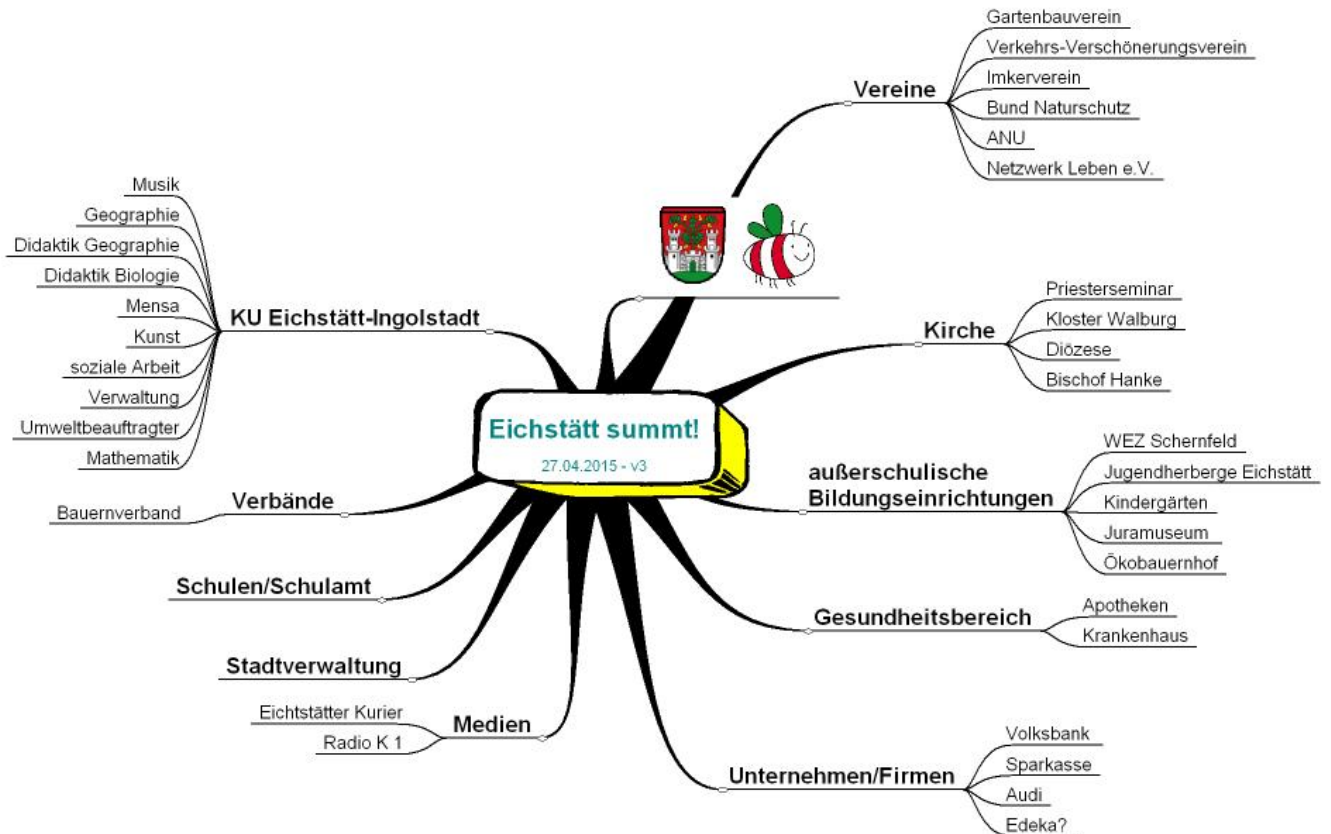 Eichstätt summt!
27.04.2015 - v3
Vereine
Gartenbauverein
Verkehrs-Verschönerungsverein
Imkerverein
Bund Naturschutz
ANU
Netzwerk Leben e.V.
Kirche
Priesterseminar
Kloster Walburg
Diözese
Bischof Hanke
außerschulische
Bildungseinrichtungen
WEZ Schernfeld
Jugendherberge Eichstätt
Kindergärten
Juramuseum
Ökobauernhof
Gesundheitsbereich
Apotheken
Krankenhaus
Unternehmen/Firmen
Volksbank
Sparkasse
Audi
Edeka?
KU Eichstätt-Ingolstadt
Musik
Geographie
Didaktik Geographie
Didaktik Biologie
Mensa
Kunst
soziale Arbeit
Verwaltung
Umweltbeauftragter
Mathematik
Verbände
Bauernverband
Schulen/Schulamt
Stadtverwaltung
Medien
Eichtstätter Kurier
Radio K 1